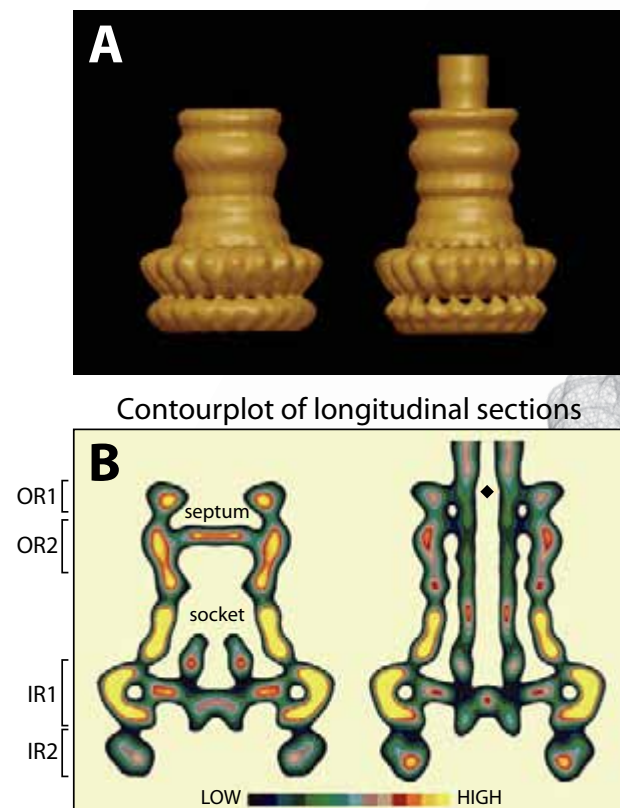 A
Contourplot of longitudinal sections
B
OR1
septum
OR2
socket
IR1
IR2
LOW HIGH